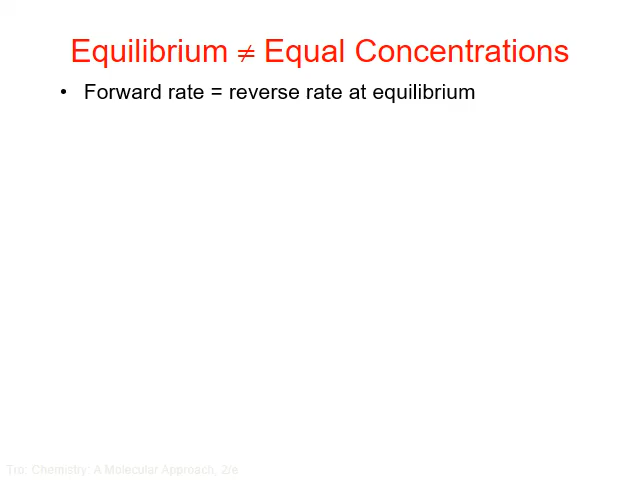 Equilibrium ≠ Equal Concentrations
• Forward rate = reverse rate at equilibrium
Tro: Chemistry: A Molecular Approach, 2/e